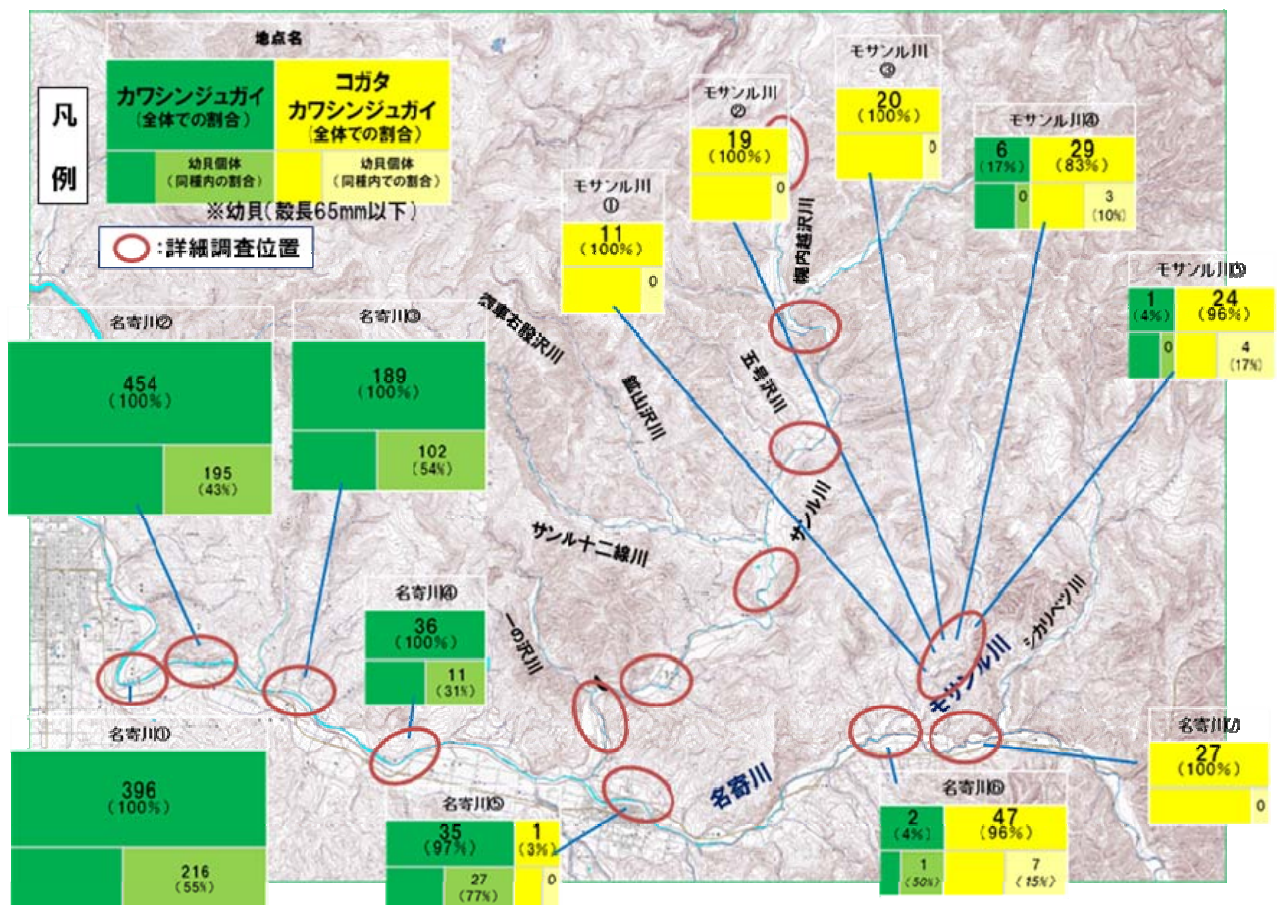 地点名
凡
例
カワシンジュガイ
(全体での割合)
コガタ
カワシンジュガイ
(全体での割合)
幼貝個体
(同種内の割合)
幼貝個体
(同種内での割合)
※幼貝(殻長65mm以下)
:詳細調査位置
モサンル川
①
11
(100%)
0
モサンル川
②
19
(100%)
0
モサンル川
③
20
(100%)
0
モサンル川④
6
(17%)
29
(83%)
0
3
(10%)
モサンル川⑤
1
(4%)
24
(96%)
0
4
(17%)
名寄川②
454
(100%)
195
(43%)
名寄川③
189
(100%)
102
(54%)
名寄川④
36
(100%)
11
(31%)
名寄川①
396
(100%)
216
(55%)
名寄川⑤
35
(97%)
1
(3%)
27
(77%)
0
名寄川⑥
2
(4%)
47
(96%)
1
(50%)
7
(15%)
名寄川⑦
27
(100%)
0
幌内越沢川
五号沢川
鉱山沢川
サンル川
サンル十二線川
一の沢川
シカリベツ川
モサンル川
名寄川